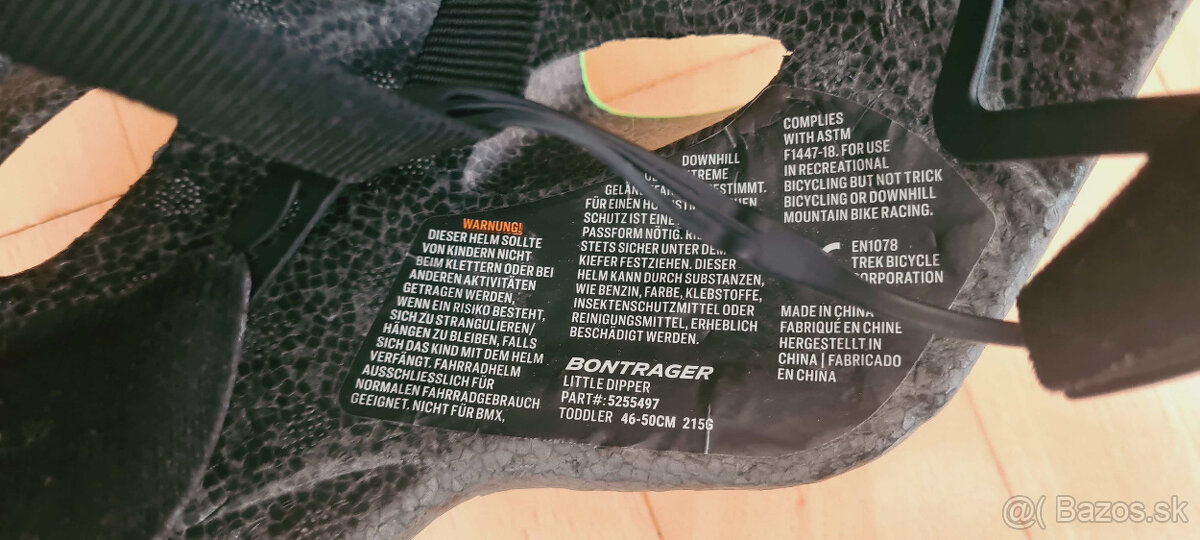 WARNUNG!
DIESER HELM SOLLTE
VON KINDERN NICHT
BEIM KLETTERN ODER BEI
ANDEREN AKTIVITÄTEN
GETRAGEN WERDEN,
WENN EIN RISIKO BESTEHT,
SICH ZU STRANGULIEREN/
HÄNGEN ZU BLEIBEN, FALLS
SICH DAS KIND MIT DEM HELM
VERFÄNGT. FAHRRADHELM
AUSSCHLIESSLICH FÜR
NORMALEN FAHRRADGEBRAUCH
GEEIGNET. NICHT FÜR BMX,
DOWNHILL
FÜR EINEN
SCHUTZ IST EINE
PASSFORM NÖTIG.
STETS SICHER UNTER DEM
KIEFER FESTZIEHEN. DIESER
HELM KANN DURCH SUBSTANZEN,
WIE BENZIN, FARBE, KLEBSTOFFE,
INSEKTENSCHUTZMITTEL ODER
REINIGUNGSMITTEL, ERHEBLICH
BESCHÄDIGT WERDEN.
BONTRAGER
LITTLE DIPPER
PART#: 5255497
TODDLER 46-50CM 215G
COMPLIES
WITH ASTM
F1447-18. FOR USE
IN RECREATIONAL
BICYCLING BUT NOT TRICK
BICYCLING OR DOWNHILL
MOUNTAIN BIKE RACING.
EN1078
TREK BICYCLE
CORPORATION
MADE IN CHINA
FABRIQUÉ EN CHINE
HERGESTELLT IN
CHINA | FABRICADO
EN CHINA
Bazos.sk